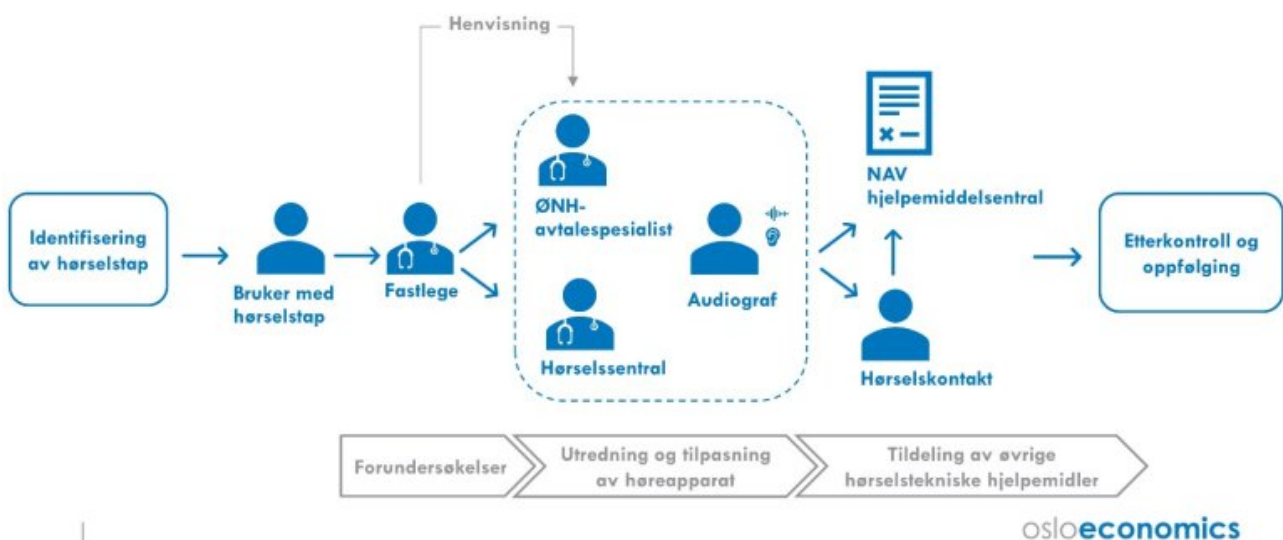 Henvisning
Identifisering
av hørselstap
Bruker med
hørselstap
Fastlege
ØNH-
avtalespesialist
Hørselssentral
Audiograf
NAV
hjelpemiddelsentral
Hørselskontakt
Etterkontroll og
oppfølging
Forundersøkelser
Utredning og tilpasning
av høreapparat
Tildeling av øvrige
hørselstekniske hjelpemidler
osloeconomics